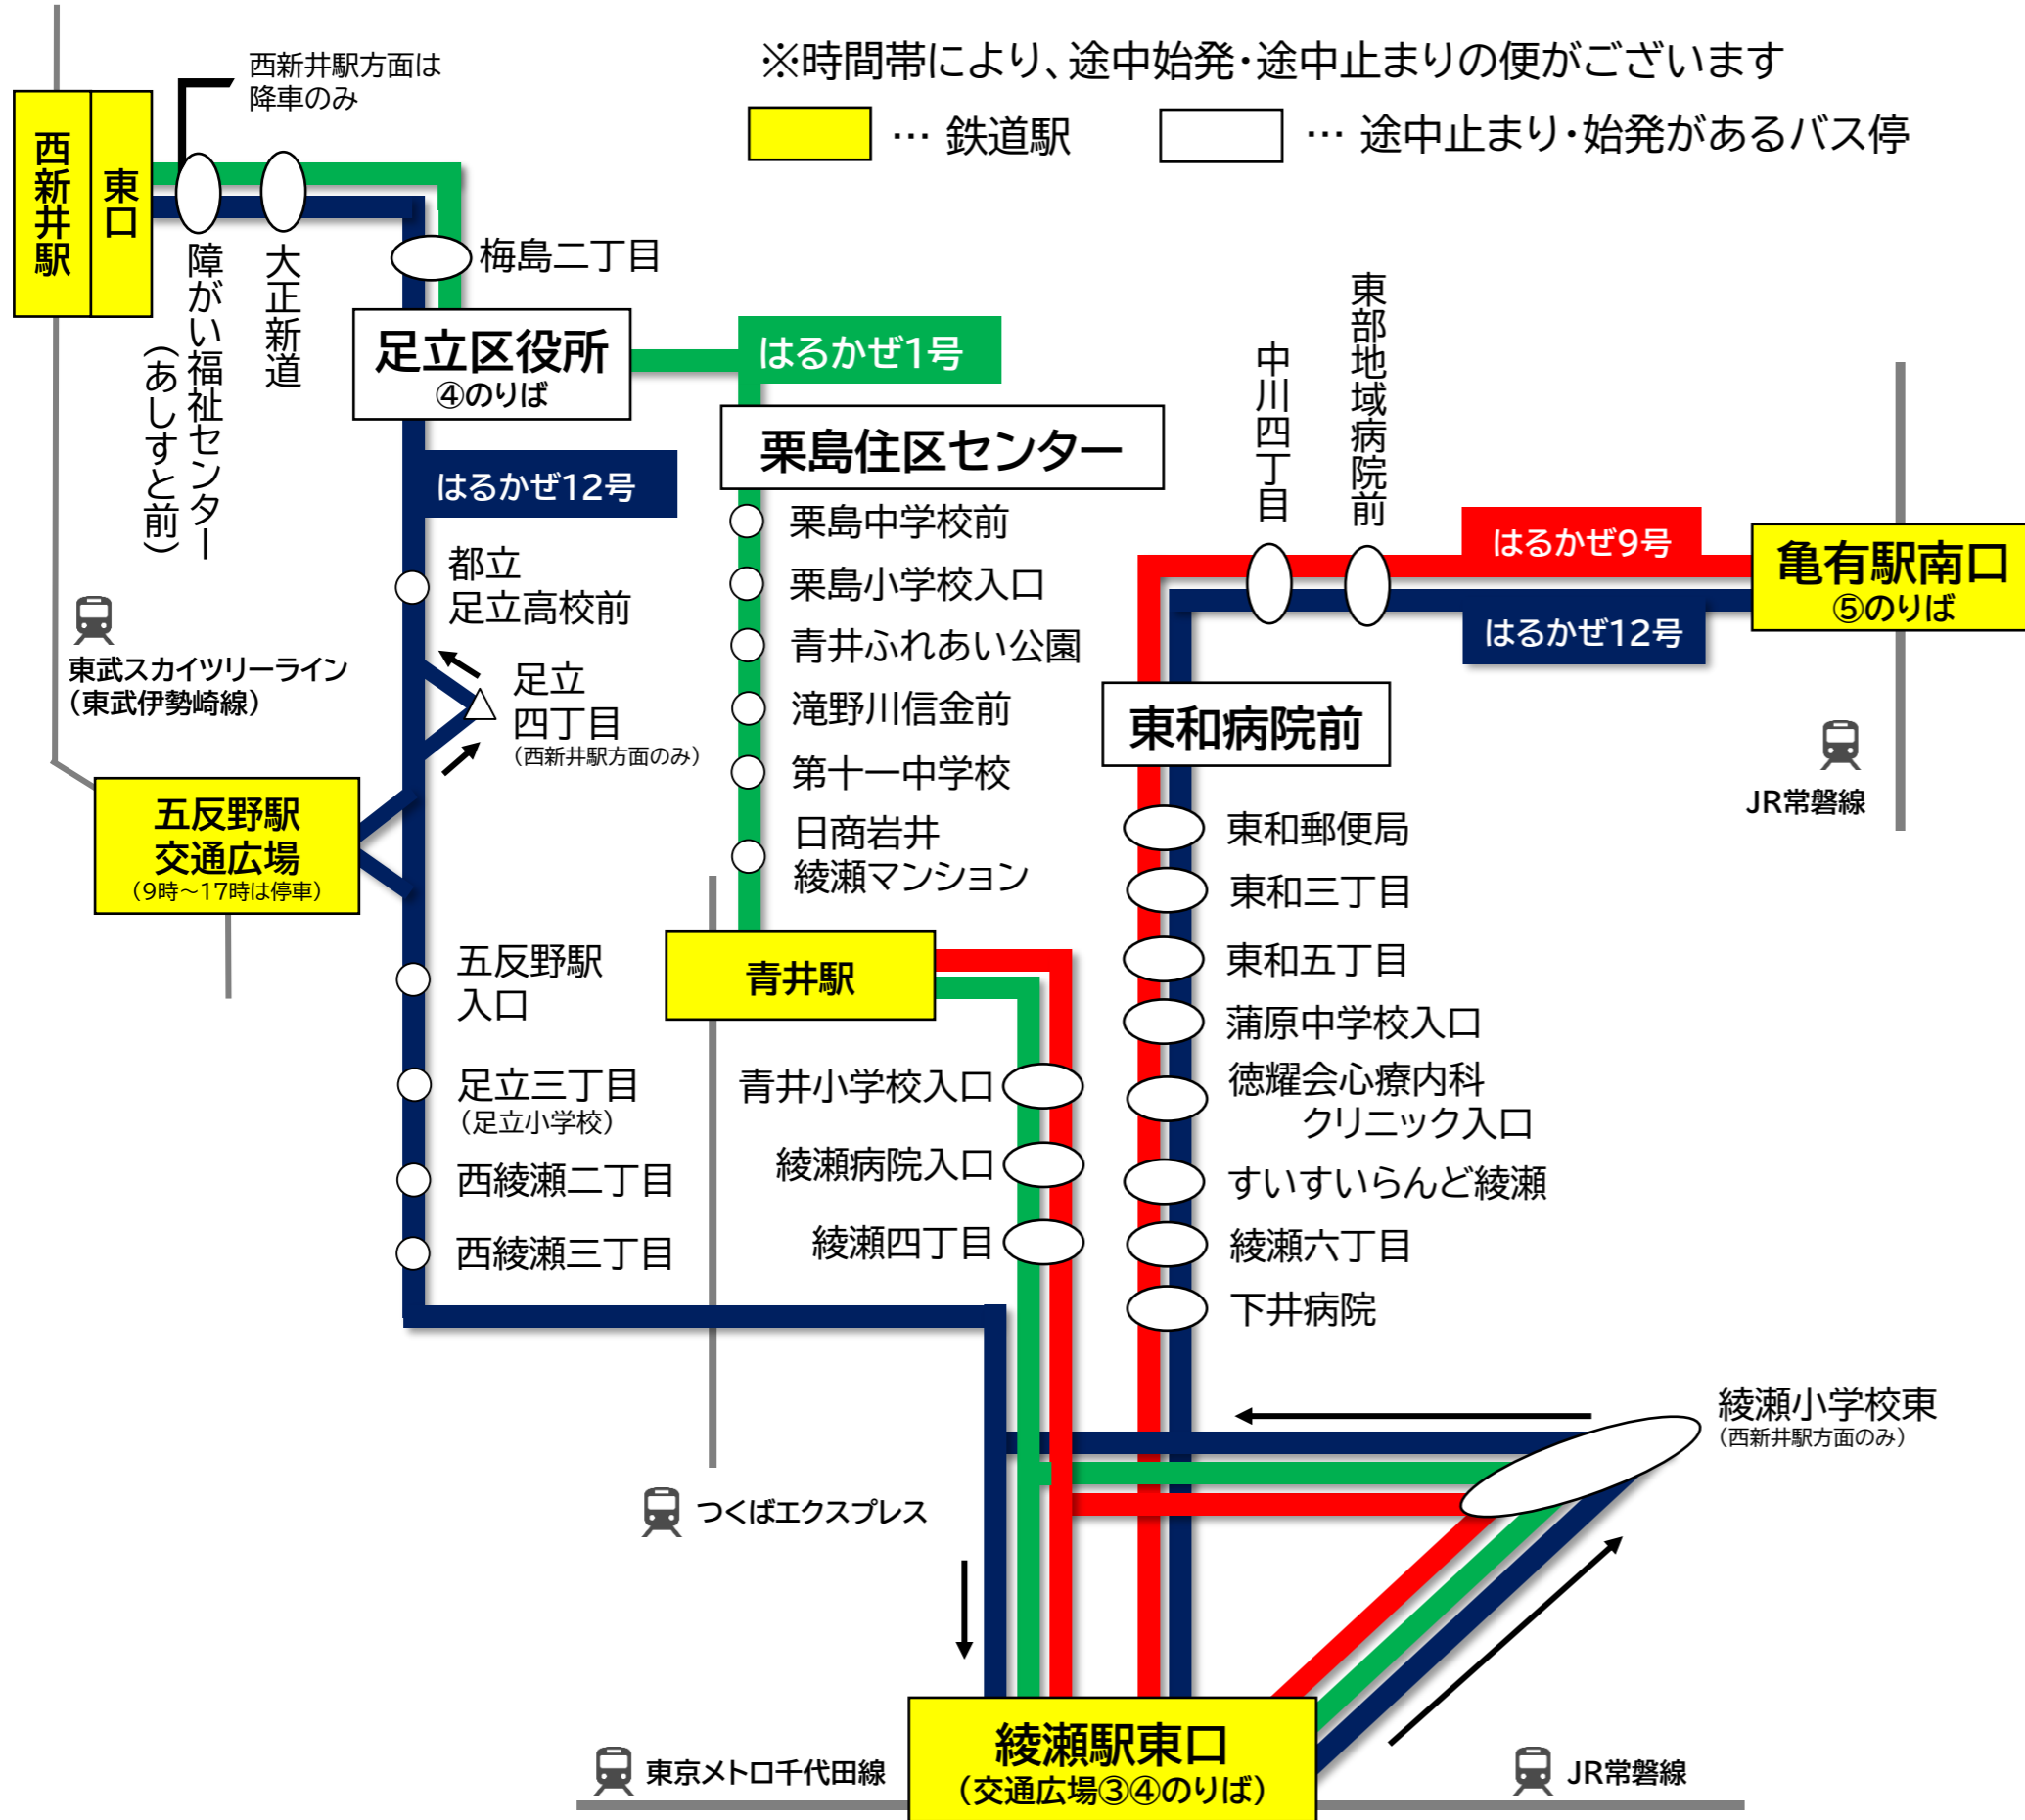 ※時間帯により、途中始発・途中止まりの便がございます
… 鉄道駅
… 途中止まり・始発があるバス停
西新井駅方面は
降車のみ
西新井駅
東口
障がい福祉センター
(あしすと前)
大正新道
梅島二丁目
足立区役所
④のりば
はるかぜ1号
栗島住区センター
はるかぜ12号
栗島中学校前
栗島小学校入口
青井ふれあい公園
滝野川信金前
第十一中学校
日商岩井
綾瀬マンション
都立
足立高校前
足立
四丁目
(西新井駅方面のみ)
東武スカイツリーライン
(東武伊勢崎線)
五反野駅
交通広場
(9時～17時は停車)
五反野駅
入口
足立三丁目
(足立小学校)
西綾瀬二丁目
西綾瀬三丁目
青井駅
青井小学校入口
綾瀬病院入口
綾瀬四丁目
つくばエクスプレス
中川四丁目
東部地域病院前
はるかぜ9号
はるかぜ12号
亀有駅南口
⑤のりば
JR常磐線
東和病院前
東和郵便局
東和三丁目
東和五丁目
蒲原中学校入口
徳耀会心療内科
クリニック入口
すいすいらんど綾瀬
綾瀬六丁目
下井病院
綾瀬小学校東
(西新井駅方面のみ)
綾瀬駅東口
(交通広場③④のりば)
東京メトロ千代田線
JR常磐線